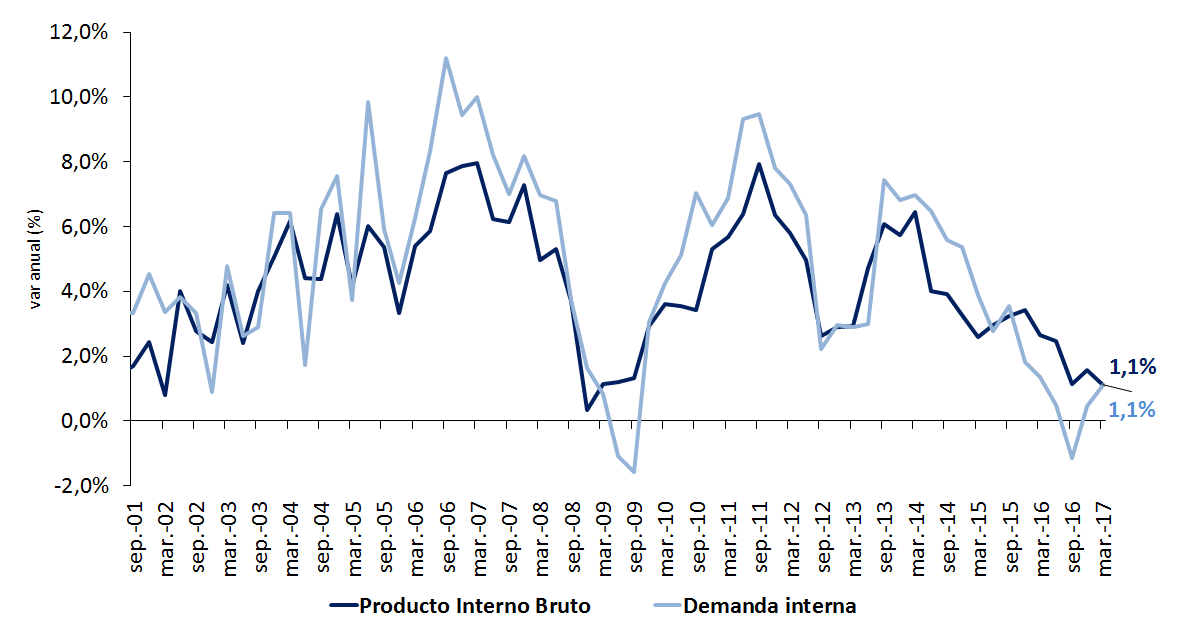 12,0%
10,0%
8,0%
6,0%
4,0%
2,0%
0,0%
-2,0%
var anual (%)
1,1%
1,1%
sep.-01
mar.-02
sep.-02
mar.-03
sep.-03
mar.-04
sep.-04
mar.-05
sep.-05
mar.-06
sep.-06
mar.-07
sep.-07
mar.-08
sep.-08
mar.-09
sep.-09
mar.-10
sep.-10
mar.-11
sep.-11
mar.-12
sep.-12
mar.-13
sep.-13
mar.-14
sep.-14
mar.-15
sep.-15
mar.-16
sep.-16
mar.-17
Producto Interno Bruto
Demanda interna